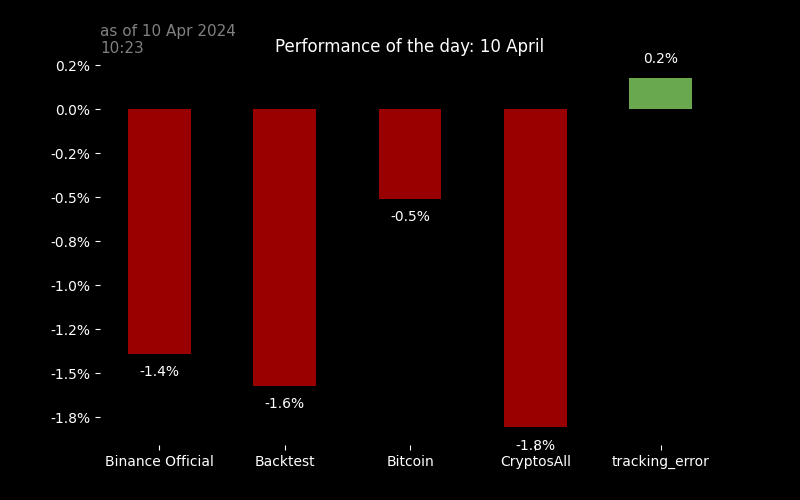 as of 10 Apr 2024
10:23
Performance of the day: 10 April
0.2%
0.2%
0.0%
-0.2%
-0.5%
-0.5%
-0.8%
-1.0%
-1.2%
-1.4%
-1.5%
-1.6%
-1.8%
-1.8%
Binance Official
Backtest
Bitcoin
CryptosAll
tracking_error